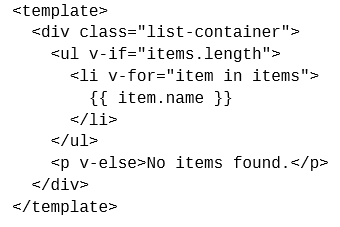 <template>
  <div class="list-container">
    <ul v-if="items.length">
      <li v-for="item in items">
        {{ item.name }}
      </li>
    </ul>
    <p v-else>No items found.</p>
  </div>
</template>